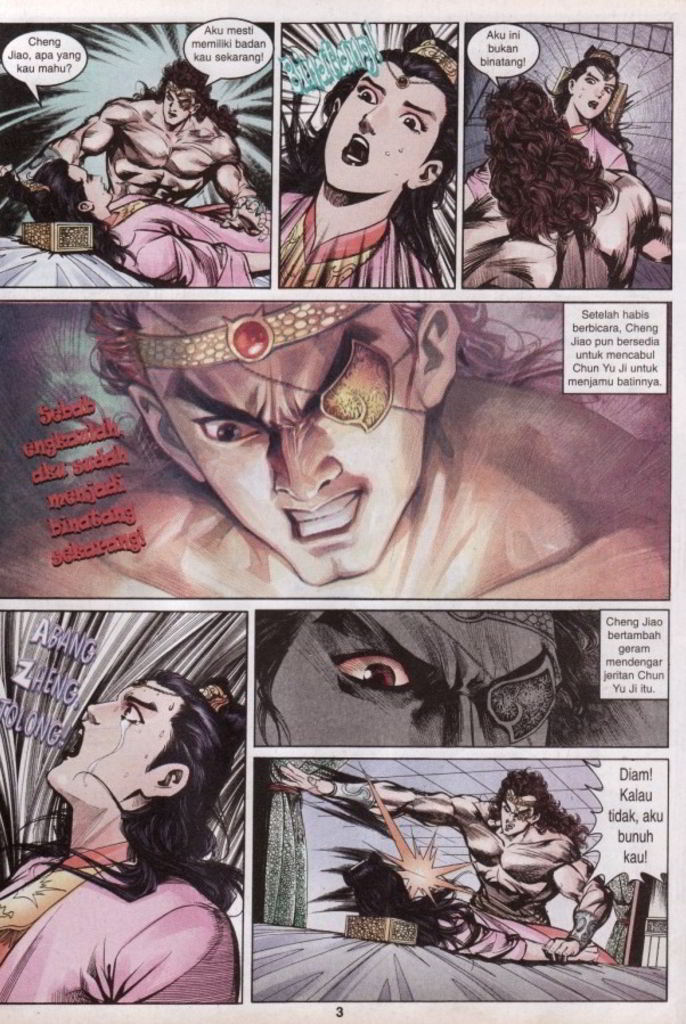 Cheng
Jiao, apa yang
kau mahu?
Aku mesti
memiliki badan
kau sekarang!
Binatang!
Aku ini
bukan
binatang!
Setelah habis
berbicara, Cheng
Jiao pun bersedia
untuk mencabul
Chun Yu Ji untuk
menjamu batinnya.
Sebab
engkaulah,
aku sudah
menjadi
binatang
sekarang!
ABANG
ZHENG,
TOLONG!
Cheng Jiao
bertambah
geram
mendengar
jeritan Chun
Yu Ji itu.
Diam!
Kalau
tidak, aku
bunuh
kau!
3